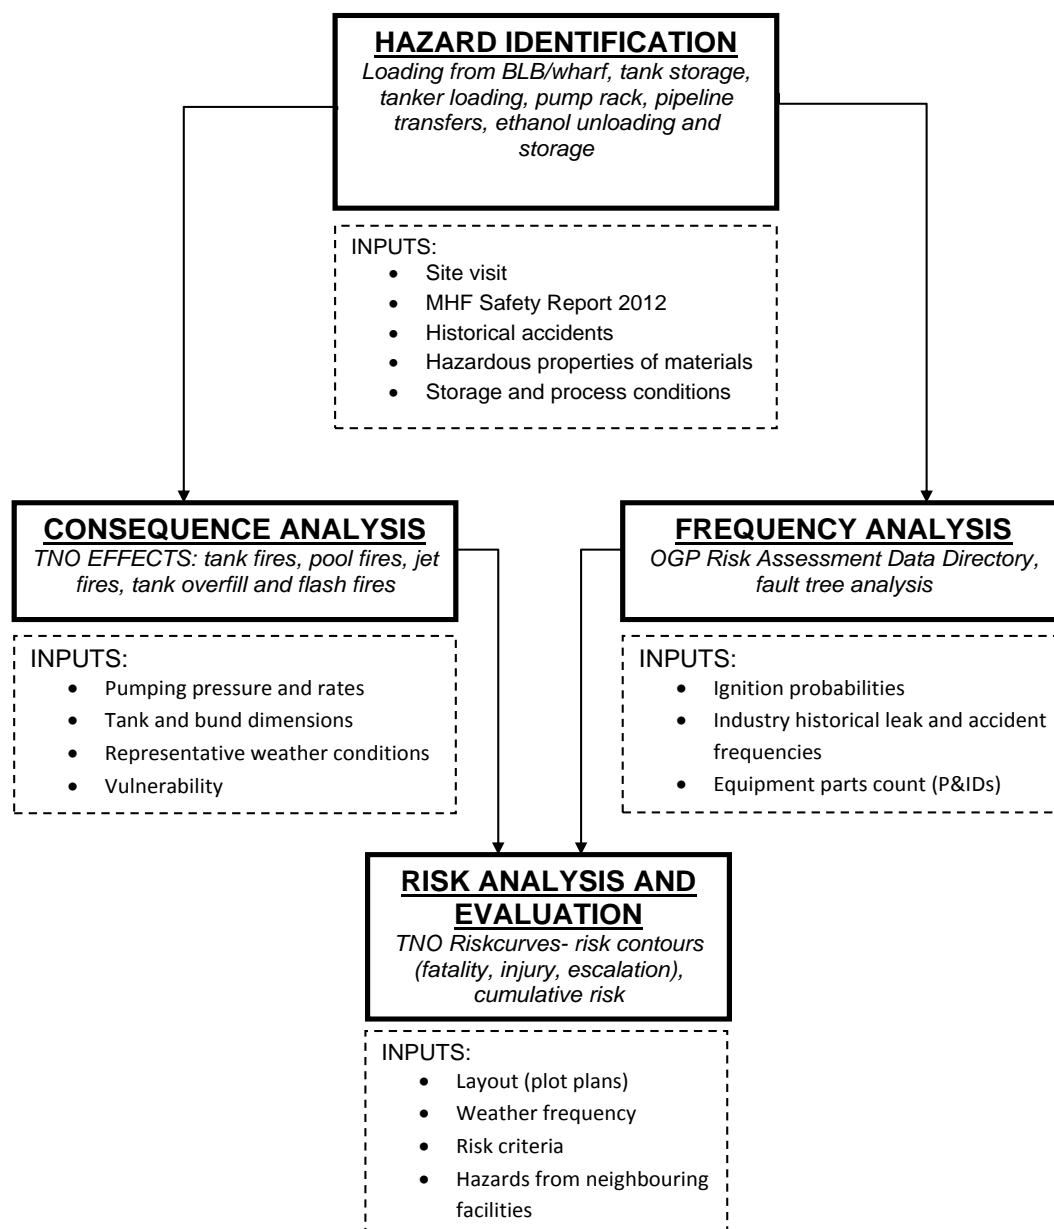 HAZARD IDENTIFICATION
Loading from BLB/wharf, tank storage,
tanker loading, pump rack, pipeline
transfers, ethanol unloading and
storage
INPUTS:
• Site visit
• MHF Safety Report 2012
• Historical accidents
• Hazardous properties of materials
• Storage and process conditions
CONSEQUENCE ANALYSIS
TNO EFFECTS: tank fires, pool fires, jet
fires, tank overfill and flash fires
INPUTS:
• Pumping pressure and rates
• Tank and bund dimensions
• Representative weather conditions
• Vulnerability
FREQUENCY ANALYSIS
OGP Risk Assessment Data Directory,
fault tree analysis
INPUTS:
• Ignition probabilities
• Industry historical leak and accident
frequencies
• Equipment parts count (P&IDs)
RISK ANALYSIS AND
EVALUATION
TNO Riskcurves- risk contours
(fatality, injury, escalation),
cumulative risk
INPUTS:
• Layout (plot plans)
• Weather frequency
• Risk criteria
• Hazards from neighbouring
facilities